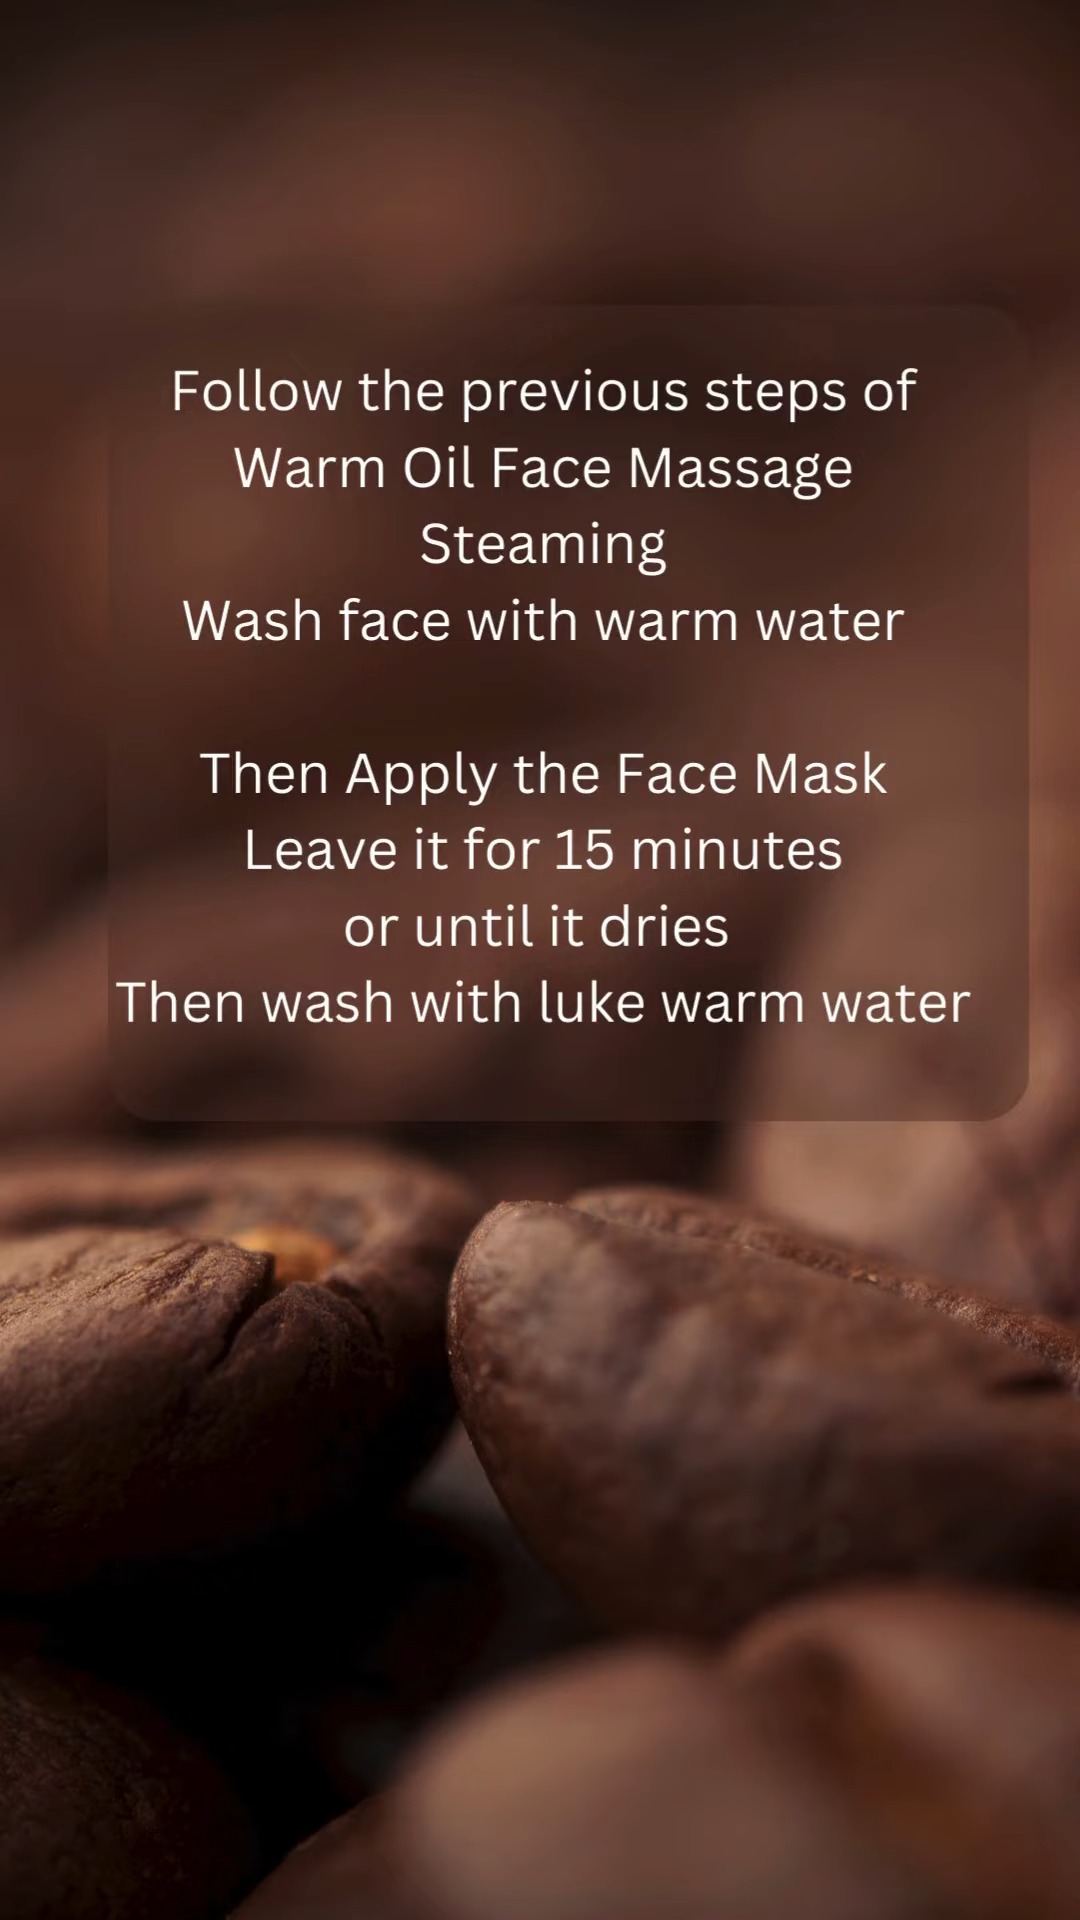 Follow the previous steps of
Warm Oil Face Massage
Steaming
Wash face with warm water
Then Apply the Face Mask
Leave it for 15 minutes
or until it dries
Then wash with luke warm water